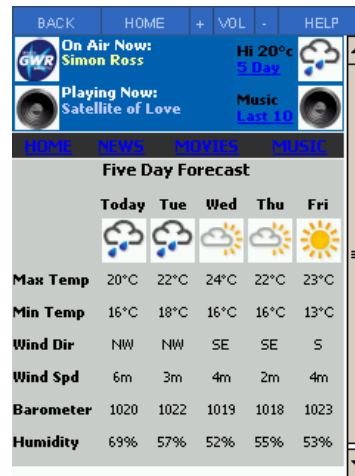 BACK HOME + VOL - HELP
GWR On Air Now: Hi 20°c
Simon Ross 5 Day
Playing Now: Music
Satellite of Love Last 10
HOME NEWS MOVIES MUSIC
Five Day Forecast
Today Tue Wed Thu Fri
Max Temp 20°C 22°C 24°C 22°C 23°C
Min Temp 16°C 18°C 16°C 16°C 13°C
Wind Dir NW NW SE SE S
Wind Spd 6m 3m 4m 2m 4m
Barometer 1020 1022 1019 1018 1023
Humidity 69% 57% 52% 55% 53%